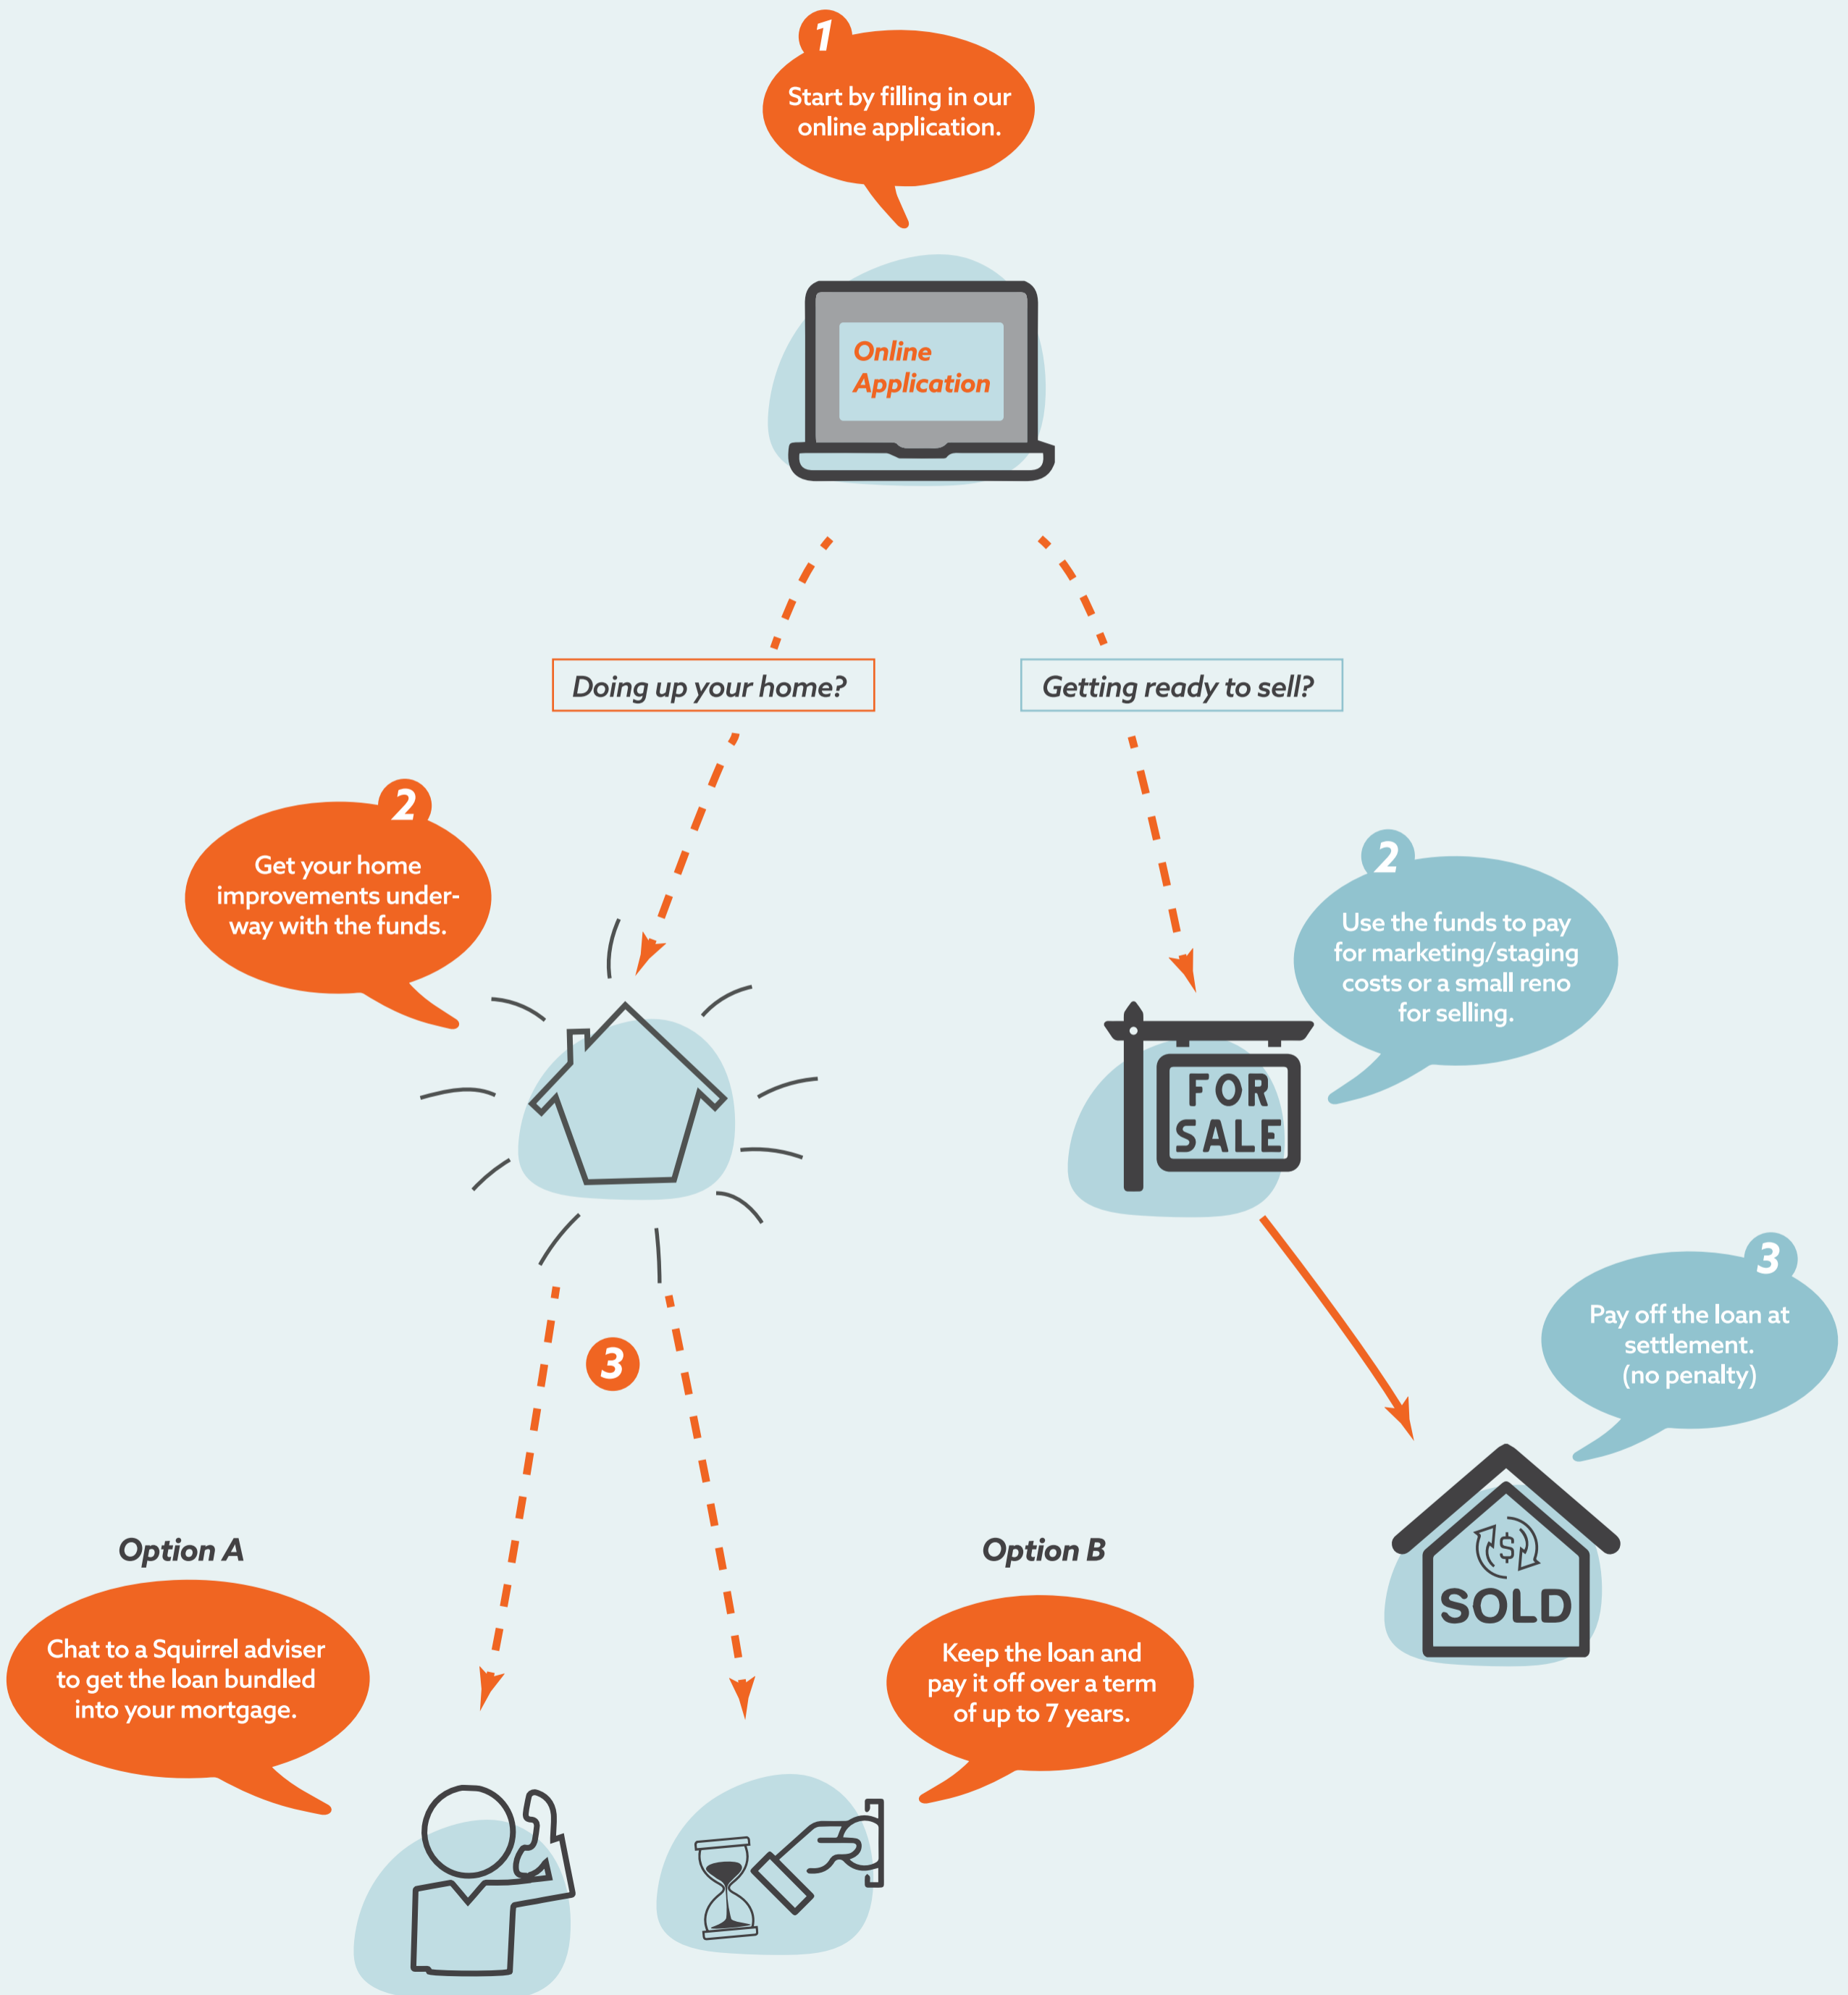 1
Start by filling in our
online application.
Online
Application
Doing up your home?
Getting ready to sell?
2
Get your home
improvements under-
way with the funds.
2
Use the funds to pay
for marketing/staging
costs or a small reno
for selling.
FOR
SALE
3
Pay off the loan at
settlement.
(no penalty)
3
$
SOLD
Option A
Chat to a Squirrel adviser
to get the loan bundled
into your mortgage.
Option B
Keep the loan and
pay it off over a term
of up to 7 years.